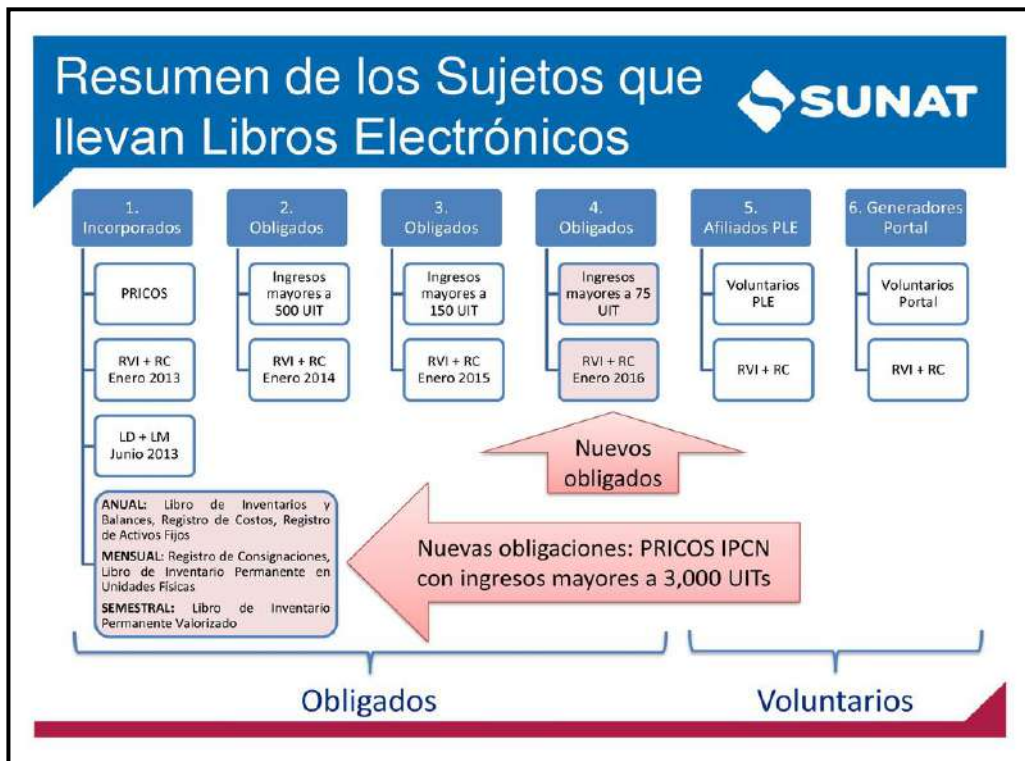 Resumen de los Sujetos que
llevan Libros Electrónicos
SUNAT
1.
Incorporados
PRICOS
RVI + RC
Enero 2013
LD + LM
Junio 2013
ANUAL: Libro de Inventarios y
Balances, Registro de Costos, Registro
de Activos Fijos
MENSUAL: Registro de Consignaciones,
Libro de Inventario Permanente en
Unidades Físicas
SEMESTRAL: Libro de Inventario
Permanente Valorizado
2.
Obligados
Ingresos
mayores a
500 UIT
RVI + RC
Enero 2014
3.
Obligados
Ingresos
mayores a
150 UIT
RVI + RC
Enero 2015
4.
Obligados
Ingresos
mayores a 75
UIT
RVI + RC
Enero 2016
5.
Afiliados PLE
Voluntarios
PLE
RVI + RC
6. Generadores
Portal
Voluntarios
Portal
RVI + RC
Nuevos
obligados
Nuevas obligaciones: PRICOS IPCN
con ingresos mayores a 3,000 UITs
Obligados
Voluntarios